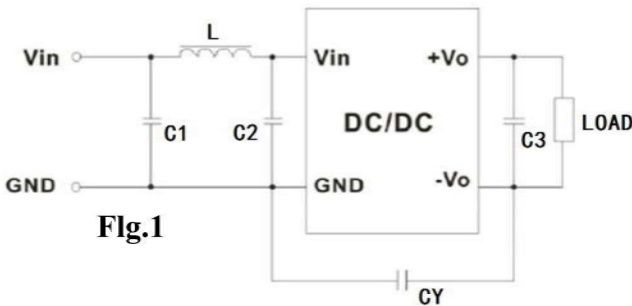 L
Vin
Vin
+Vo
C1
C2
DC/DC
C3
LOAD
GND
GND
-Vo
Flg.1
CY